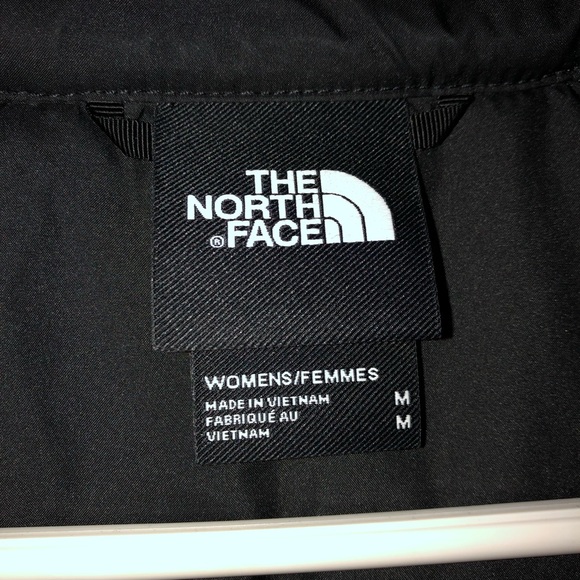 THE
NORTH
®FACE
WOMENS/FEMMES
MADE IN VIETNAM M
FABRIQUÉ AU M
VIETNAM